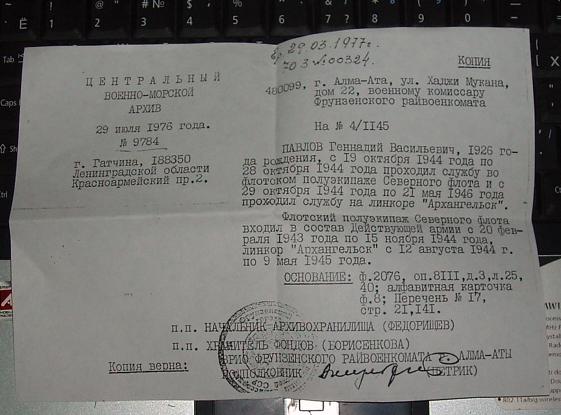 Вр. 29.03.1977г.
703 № 00324.
КОПИЯ
ЦЕНТРАЛЬНЫЙ
ВОЕННО-МОРСКОЙ
АРХИВ
29 июля 1976 года.
№ 9784
г. Гатчина, 188350
Ленинградской области
Красноармейский пр.2.
480099, г. Алма-Ата, ул. Хаджи Мукана,
дом 22, военному комиссару
Фрунзенского райвоенкомата
На № 4/II45
ПАВЛОВ Геннадий Васильевич, 1926 го-
да рождения, с 19 октября 1944 года по
28 октября 1944 года проходил службу во
флотском полуэкипаже Северного флота и с
29 октября 1944 года по 21 мая 1946 года
проходил службу на линкоре "Архангельск".
Флотский полуэкипаж Северного флота
входил в состав Действующей армии с 20 фев-
раля 1943 года по 15 ноября 1944 года,
линкор "Архангельск" с 12 августа 1944 г.
по 9 мая 1945 года.
ОСНОВАНИЕ: ф.2076, оп.8III, д.3, л.25,
40; алфавитная карточка
ф.8; Перечень № 17,
стр. 21,141.
п.п. НАЧАЛЬНИК АРХИВОХРАНИЛИЩА (ФЕДОРИЩЕВ)
п.п. ХРАНИТЕЛЬ ФОНДОВ (БОРИСЕНКОВА)
Копия верна:
ВРИО ФРУНЗЕНСКОГО РАЙВОЕНКОМАТА г. АЛМА-АТЫ
ПОДПОЛКОВНИК (ПЕТРИК)